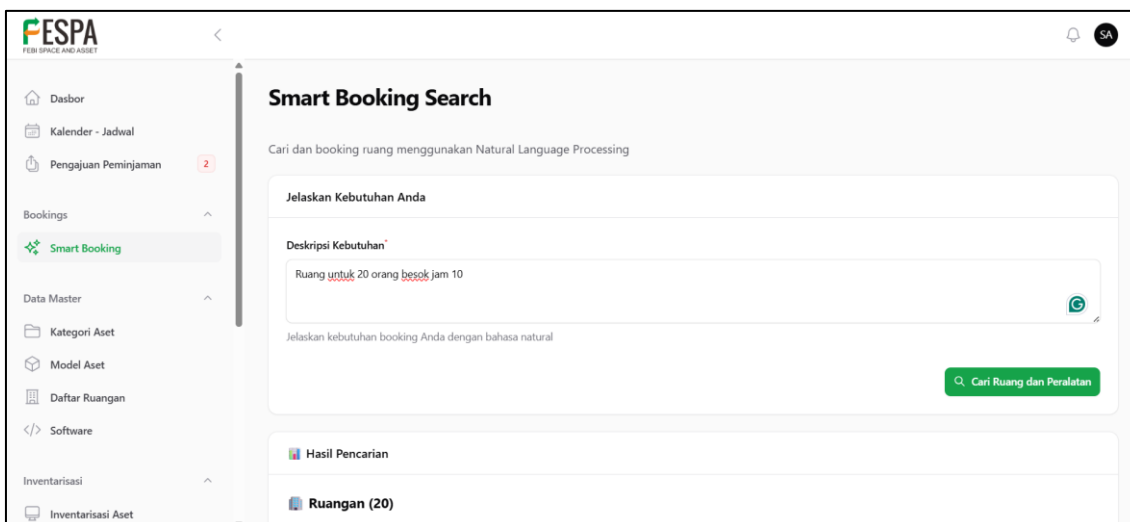 FESPA
FEBI SPACE AND ASSET
SA
Dasbor
Kalender - Jadwal
Pengajuan Peminjaman 2
Bookings
Smart Booking
Data Master
Kategori Aset
Model Aset
Daftar Ruangan
Software
Inventarisasi
Inventarisasi Aset
Smart Booking Search
Cari dan booking ruang menggunakan Natural Language Processing
Jelaskan Kebutuhan Anda
Deskripsi Kebutuhan*
Ruang untuk 20 orang besok jam 10
Jelaskan kebutuhan booking Anda dengan bahasa natural
Cari Ruang dan Peralatan
Hasil Pencarian
Ruangan (20)